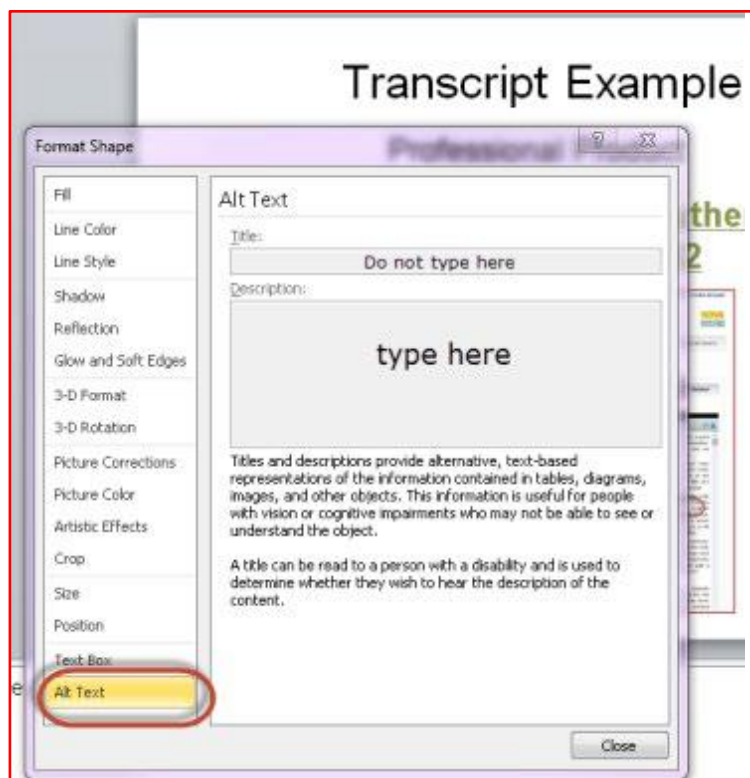 Transcript Example
Format Shape
Professional
the
2
Fill
Line Color
Line Style
Shadow
Reflection
Glow and Soft Edges
3-D Format
3-D Rotation
Picture Corrections
Picture Color
Artistic Effects
Crop
Size
Position
Text Box
Alt Text
Alt Text
Title:
Do not type here
Description:
type here
Titles and descriptions provide alternative, text-based
representations of the information contained in tables, diagrams,
images, and other objects. This information is useful for people
with vision or cognitive impairments who may not be able to see or
understand the object.
A title can be read to a person with a disability and is used to
determine whether they wish to hear the description of the
content.
Close